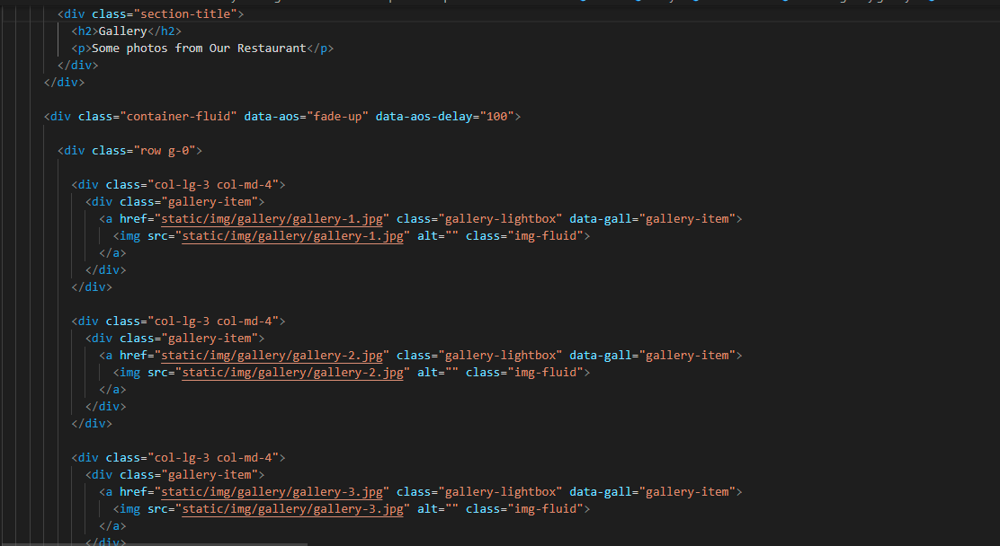 <div class="section-title">
<h2>Gallery</h2>
<p>Some photos from Our Restaurant</p>
</div>
</div>
<div class="container-fluid" data-aos="fade-up" data-aos-delay="100">
<div class="row g-0">
<div class="col-lg-3 col-md-4">
<div class="gallery-item">
<a href="static/img/gallery/gallery-1.jpg" class="gallery-lightbox" data-gall="gallery-item">
<img src="static/img/gallery/gallery-1.jpg" alt="" class="img-fluid">
</a>
</div>
</div>
<div class="col-lg-3 col-md-4">
<div class="gallery-item">
<a href="static/img/gallery/gallery-2.jpg" class="gallery-lightbox" data-gall="gallery-item">
<img src="static/img/gallery/gallery-2.jpg" alt="" class="img-fluid">
</a>
</div>
</div>
<div class="col-lg-3 col-md-4">
<div class="gallery-item">
<a href="static/img/gallery/gallery-3.jpg" class="gallery-lightbox" data-gall="gallery-item">
<img src="static/img/gallery/gallery-3.jpg" alt="" class="img-fluid">
</a>
</div>